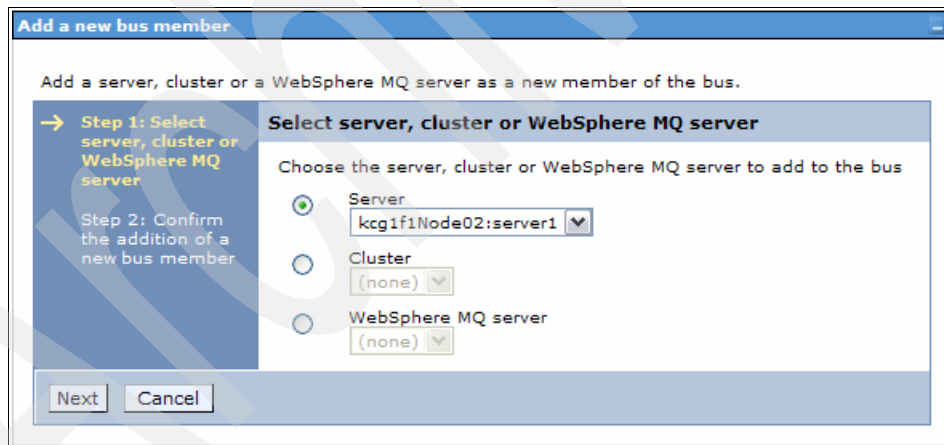 Add a new bus member
Add a server, cluster or a WebSphere MQ server as a new member of the bus.
Step 1: Select
server, cluster or
WebSphere MQ
server
Step 2: Confirm
the addition of a
new bus member
Select server, cluster or WebSphere MQ server
Choose the server, cluster or WebSphere MQ server to add to the bus
Server
kcg1f1Node02:server1
Cluster
(none)
WebSphere MQ server
(none)
Next Cancel